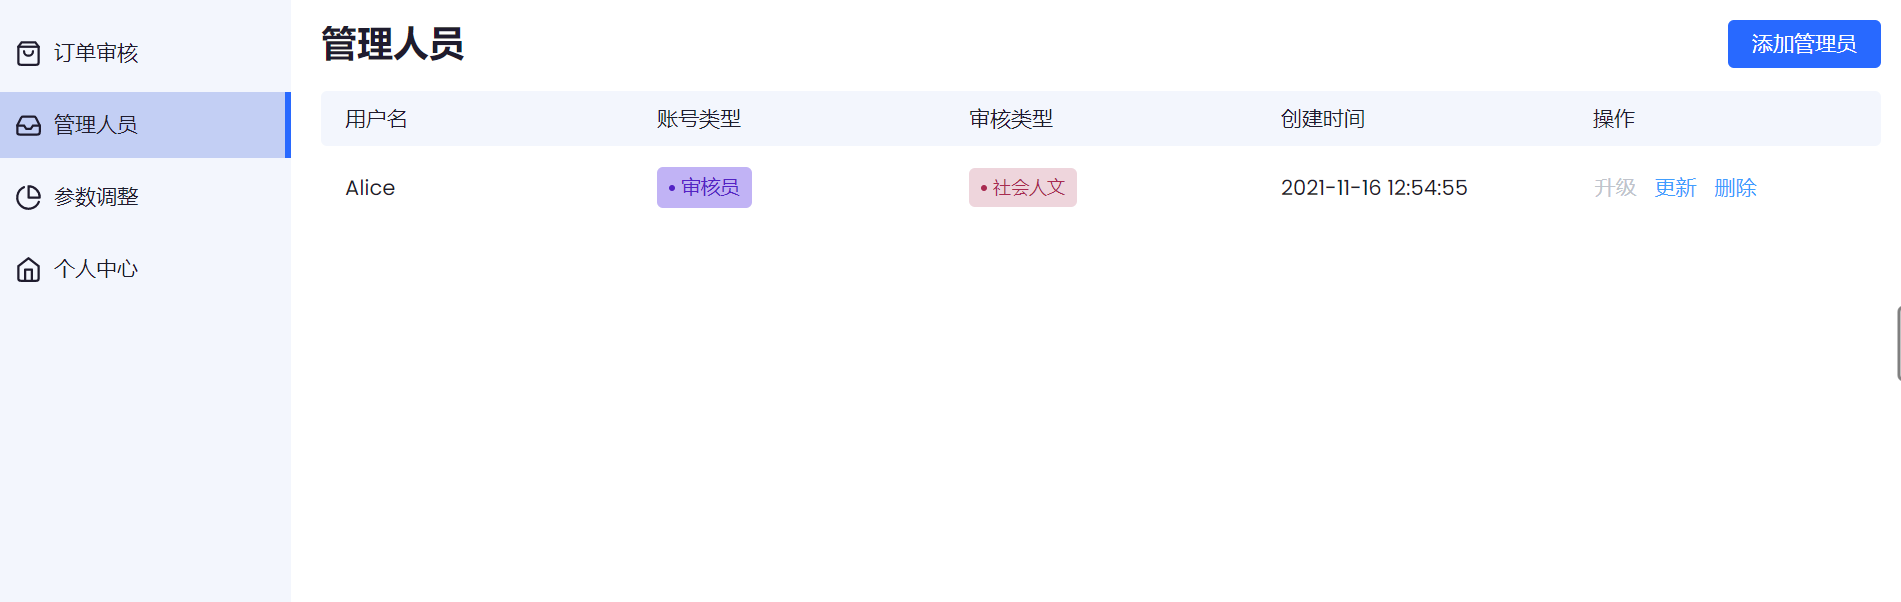 订单审核
管理人员
参数调整
个人中心
管理人员
添加管理员
用户名 账号类型 审核类型 创建时间 操作
Alice 审核员 社会人文 2021-11-16 12:54:55 升级 更新 删除